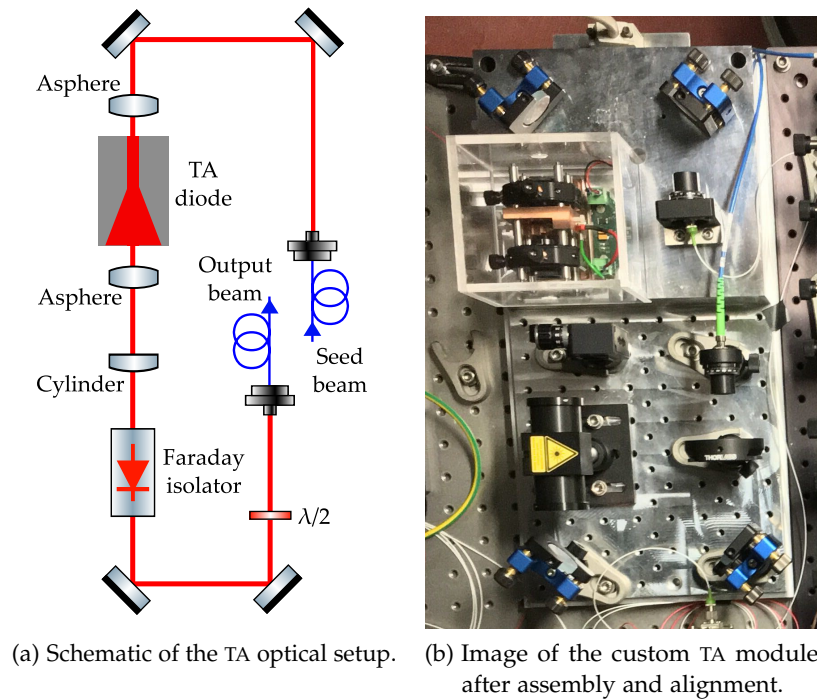 Asphere
TA
diode
Asphere
Output
beam
Seed
beam
Cylinder
Faraday
isolator
λ/2
THORLABS
(a) Schematic of the TA optical setup.
(b) Image of the custom TA module
after assembly and alignment.